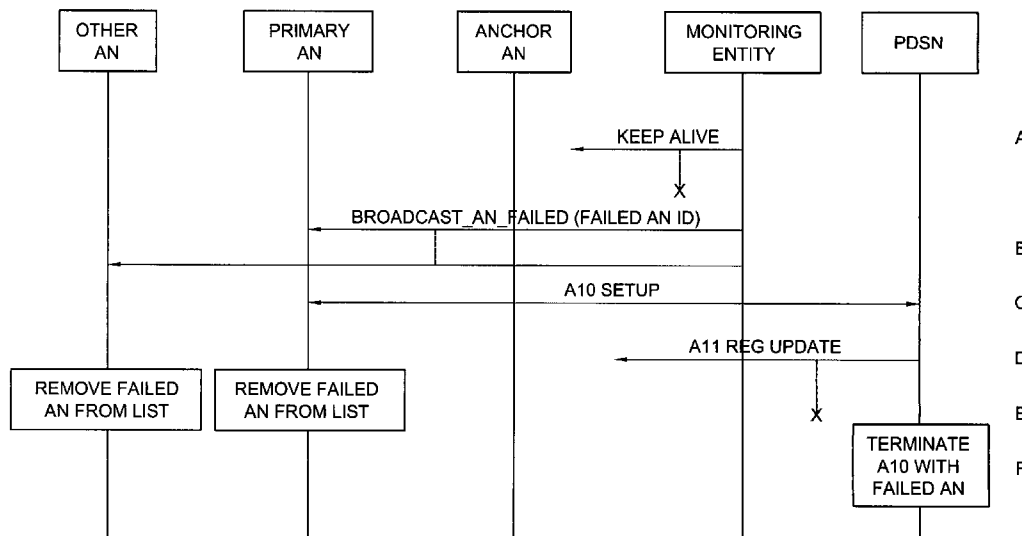 OTHER
AN
PRIMARY
AN
ANCHOR
AN
MONITORING
ENTITY
PDSN
KEEP ALIVE
A
X
BROADCAST_AN_FAILED (FAILED AN ID)
B
A10 SETUP
C
A11 REG UPDATE
D
REMOVE FAILED
AN FROM LIST
REMOVE FAILED
AN FROM LIST
X
E
TERMINATE
A10 WITH
FAILED AN
F